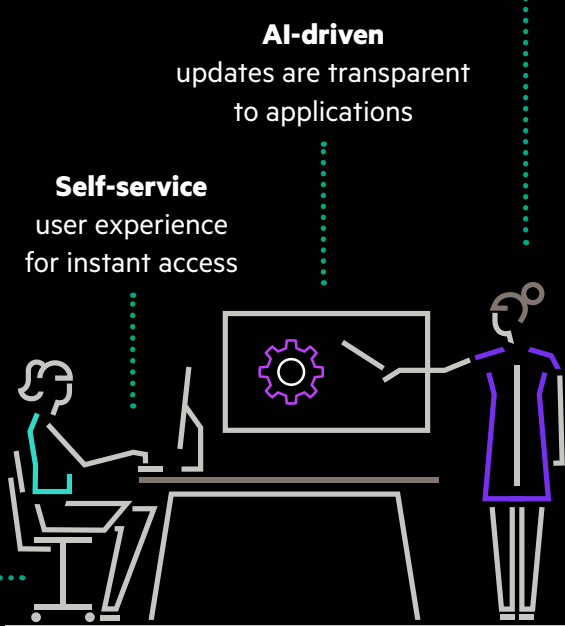 AI-driven
updates are transparent
to applications
Self-service
user experience
for instant access